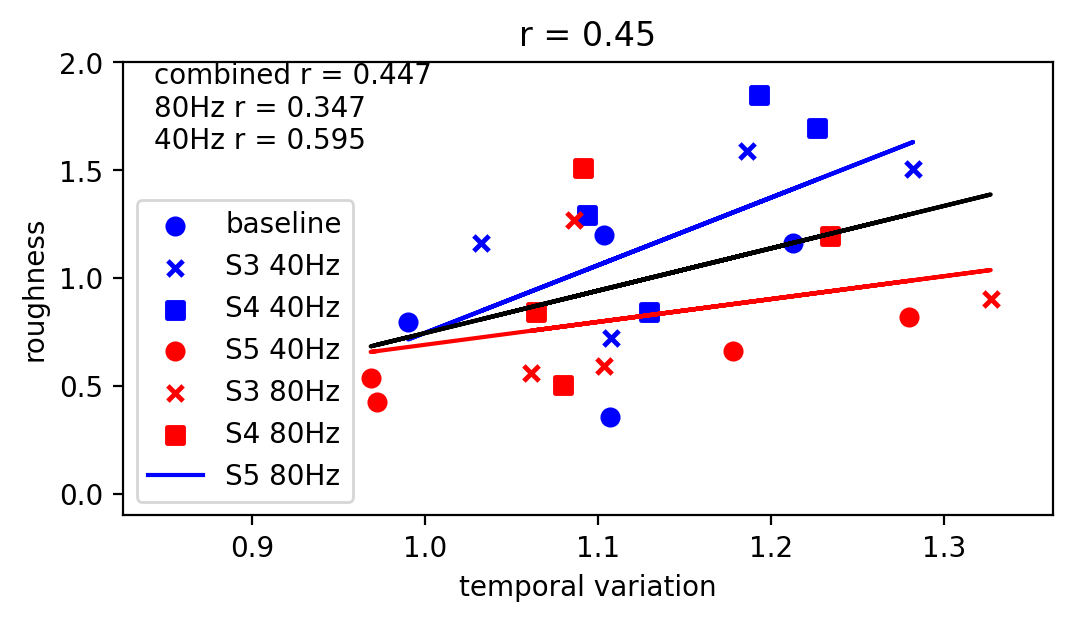 r = 0.45
combined r = 0.447
80Hz r = 0.347
40Hz r = 0.595
baseline
S3 40Hz
S4 40Hz
S5 40Hz
S3 80Hz
S4 80Hz
S5 80Hz
roughness
2.0
1.5
1.0
0.5
0.0
0.9 1.0 1.1 1.2 1.3
temporal variation